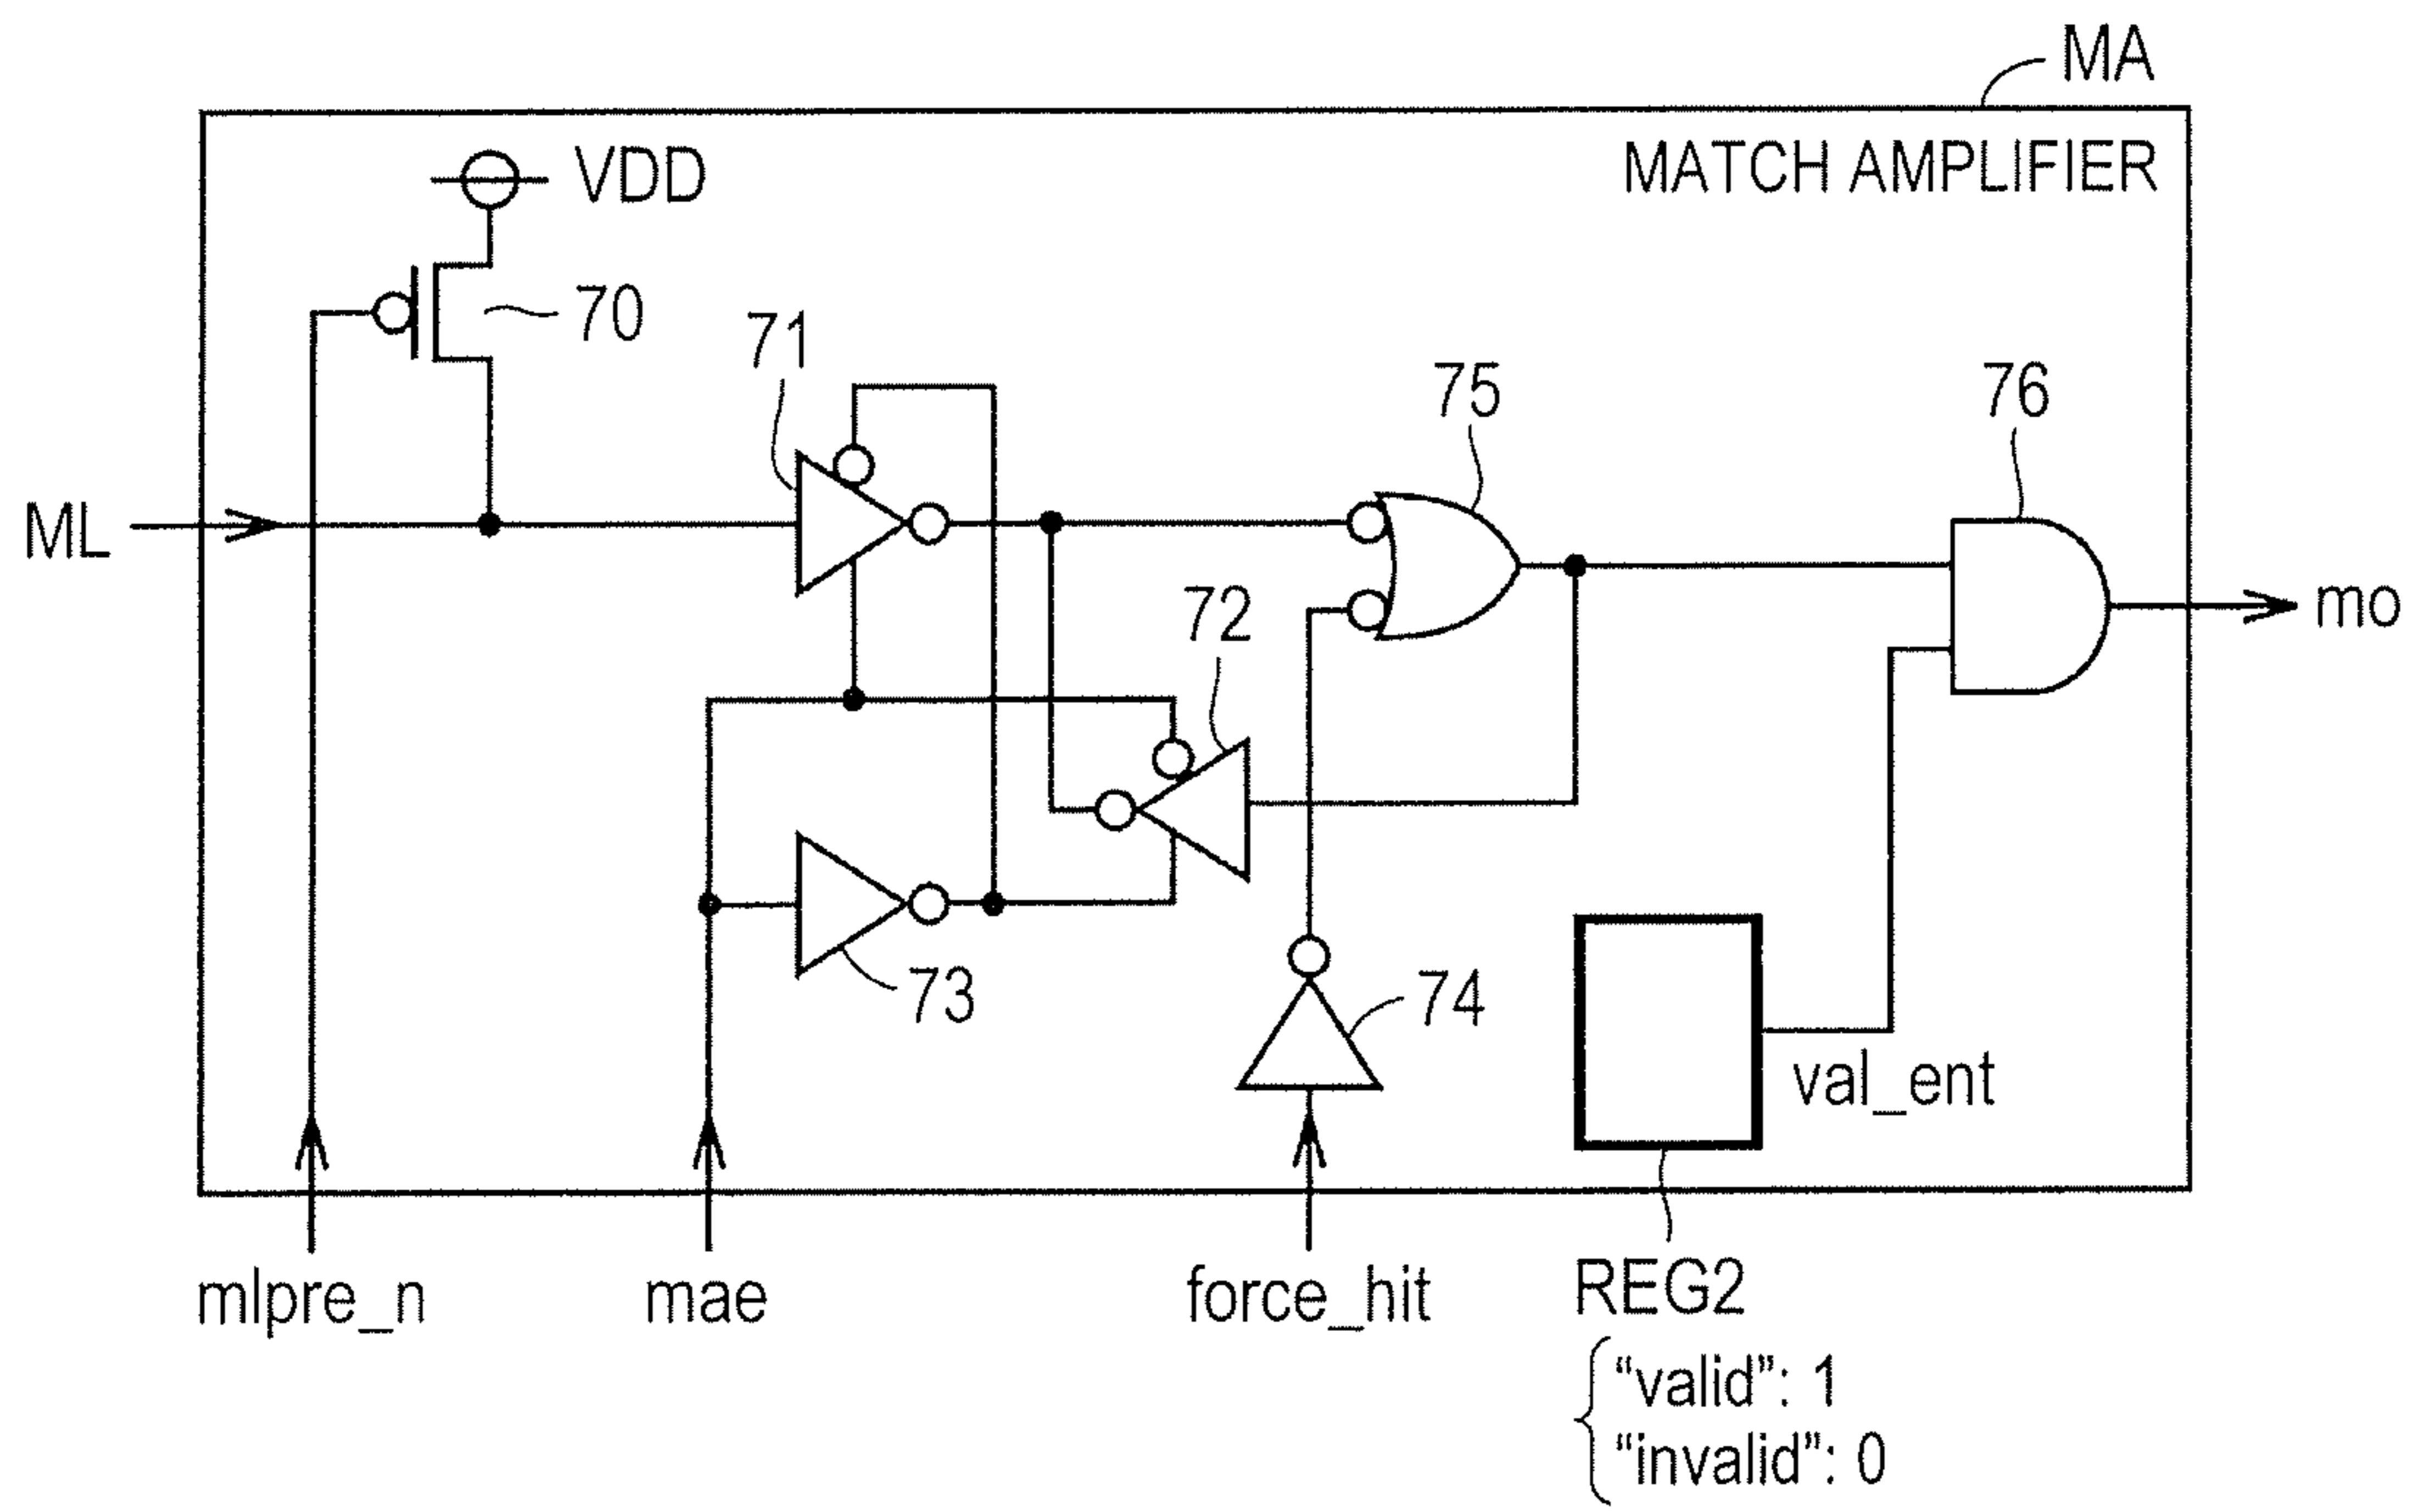 MA
MATCH AMPLIFIER
VDD
70
71
75
76
ML
72
mo
73
74
val_ent
mlpre_n
mae
force_hit
REG2
“valid”: 1
“invalid”: 0